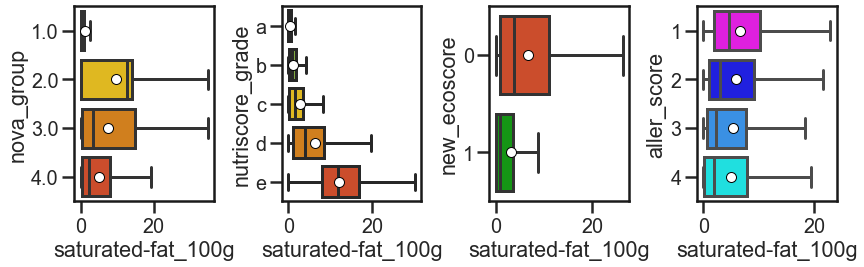 nova_group
1.0
2.0
3.0
4.0
0
20
saturated-fat_100g
nutriscore_grade
a
b
c
d
e
0
20
saturated-fat_100g
new_ecoscore
0
1
0
20
saturated-fat_100g
aller_score
1
2
3
4
0
20
saturated-fat_100g